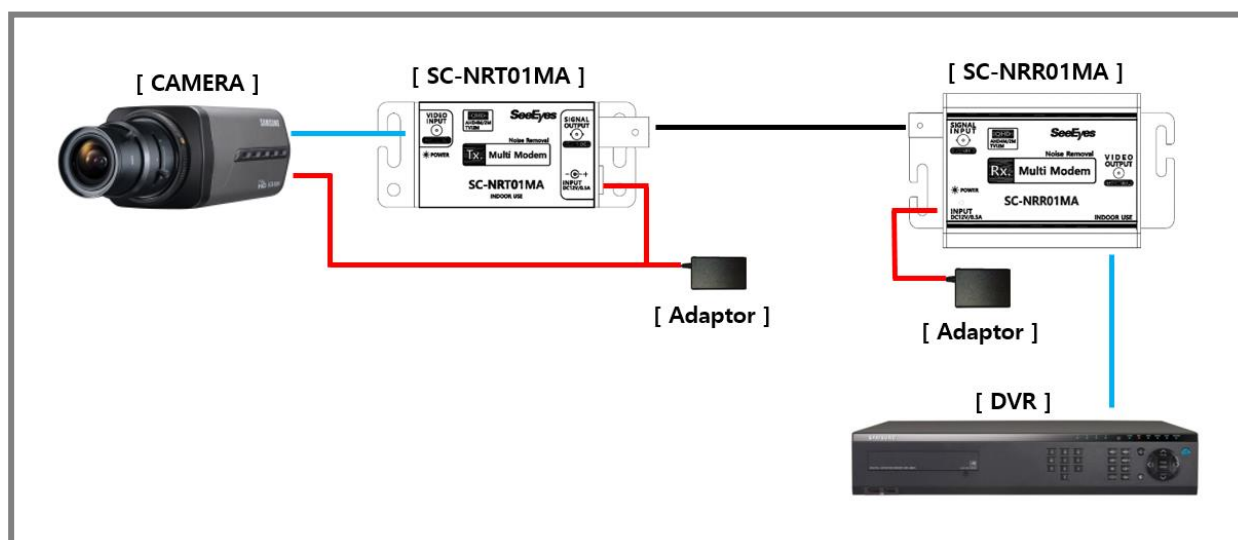 [ CAMERA ]
[ SC-NRT01MA ]
[ SC-NRR01MA ]
SAMSUNG
VIDEO
INPUT
POWER
SeeEyes
Noise Removal
Tx. Multi Modem
SC-NRT01MA
INDOOR USE
SIGNAL
OUTPUT
INPUT
DC12V/0.5A
SIGNAL
INPUT
POWER
INPUT
DC12V/0.5A
SeeEyes
Noise Removal
Rx. Multi Modem
SC-NRR01MA
VIDEO
OUTPUT
INDOOR USE
[ Adaptor ]
[ Adaptor ]
[ DVR ]
SAMSUNG